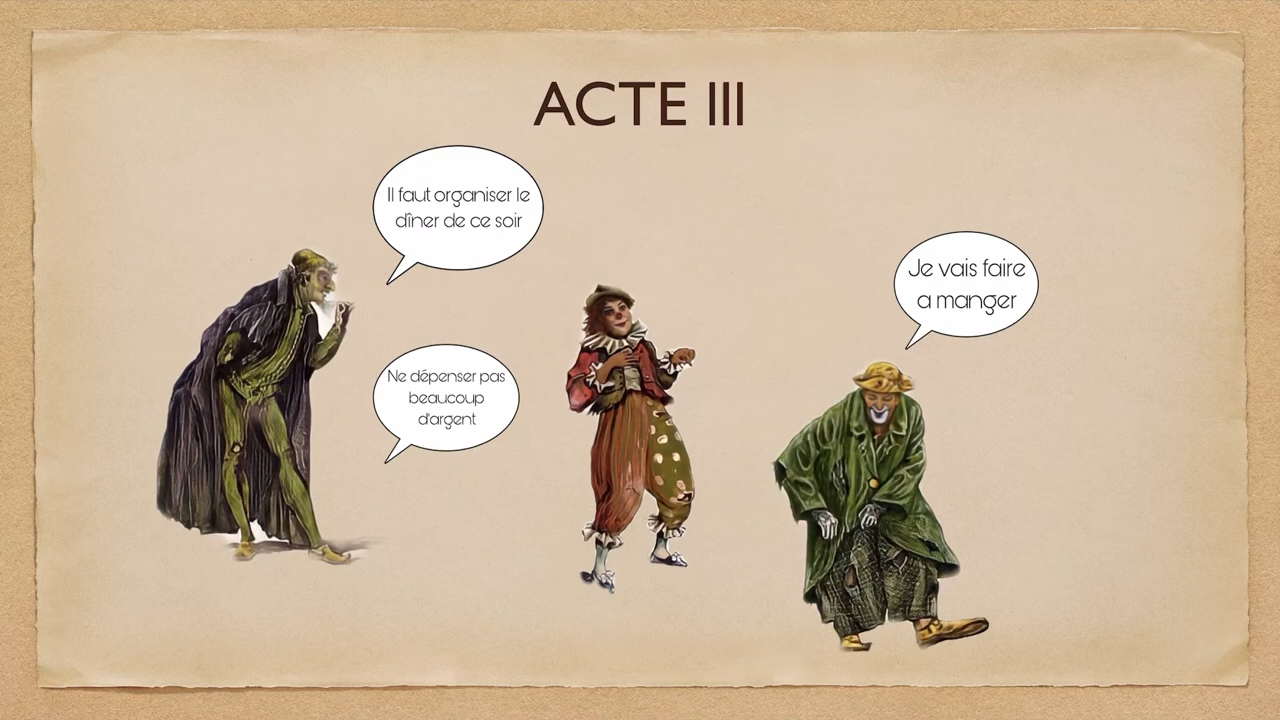 ACTE III
Il faut organiser le
dîner de ce soir
Ne dépenser pas
beaucoup
d'argent
Je vais faire
a manger